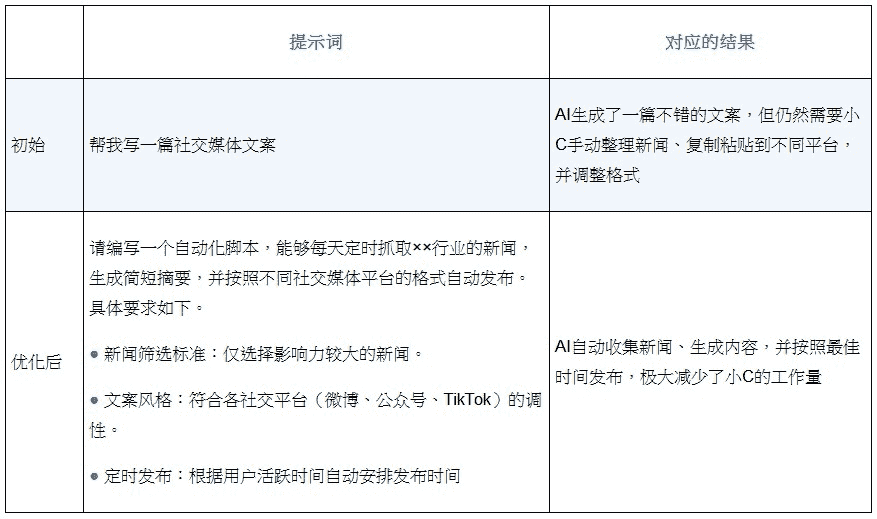 提示词
对应的结果
初始
帮我写一篇社交媒体文案
AI生成了一篇不错的文案，但仍然需要小
C手动整理新闻、复制粘贴到不同平台，
并调整格式
优化后
请编写一个自动化脚本，能够每天定时抓取××行业的新闻，
生成简短摘要，并按照不同社交媒体平台的格式自动发布。
具体要求如下。
● 新闻筛选标准：仅选择影响力较大的新闻。
● 文案风格：符合各社交平台（微博、公众号、TikTok）的调
性。
● 定时发布：根据用户活跃时间自动安排发布时间
AI自动收集新闻、生成内容，并按照最佳
时间发布，极大减少了小C的工作量